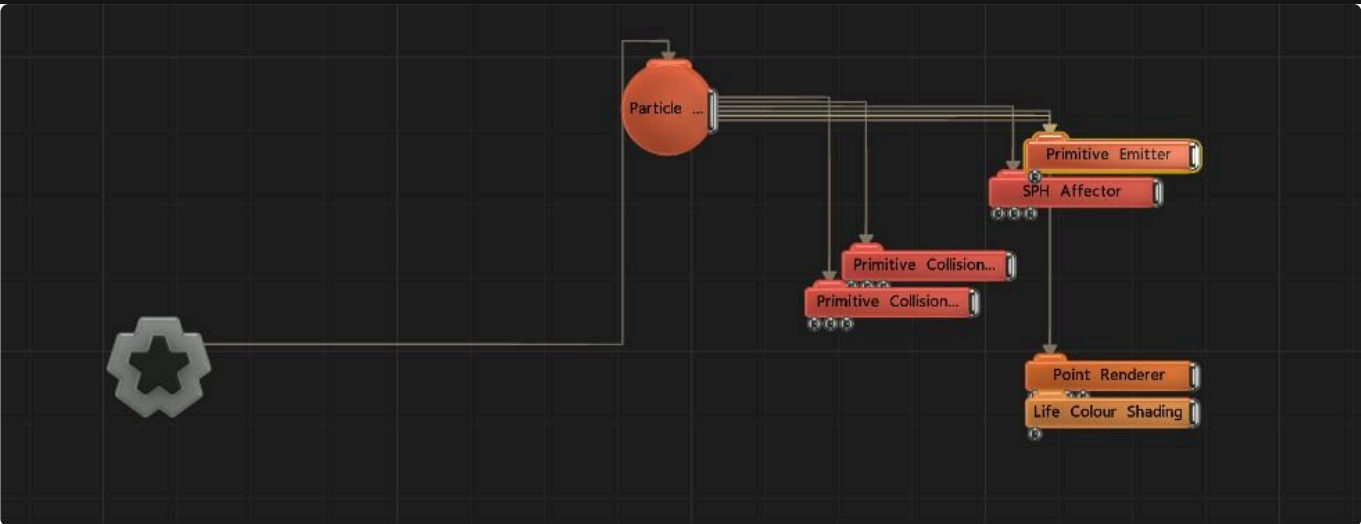 Particle ...
Primitive Emitter
SPH Affector
Primitive Collision...
Primitive Collision...
Point Renderer
Life Colour Shading